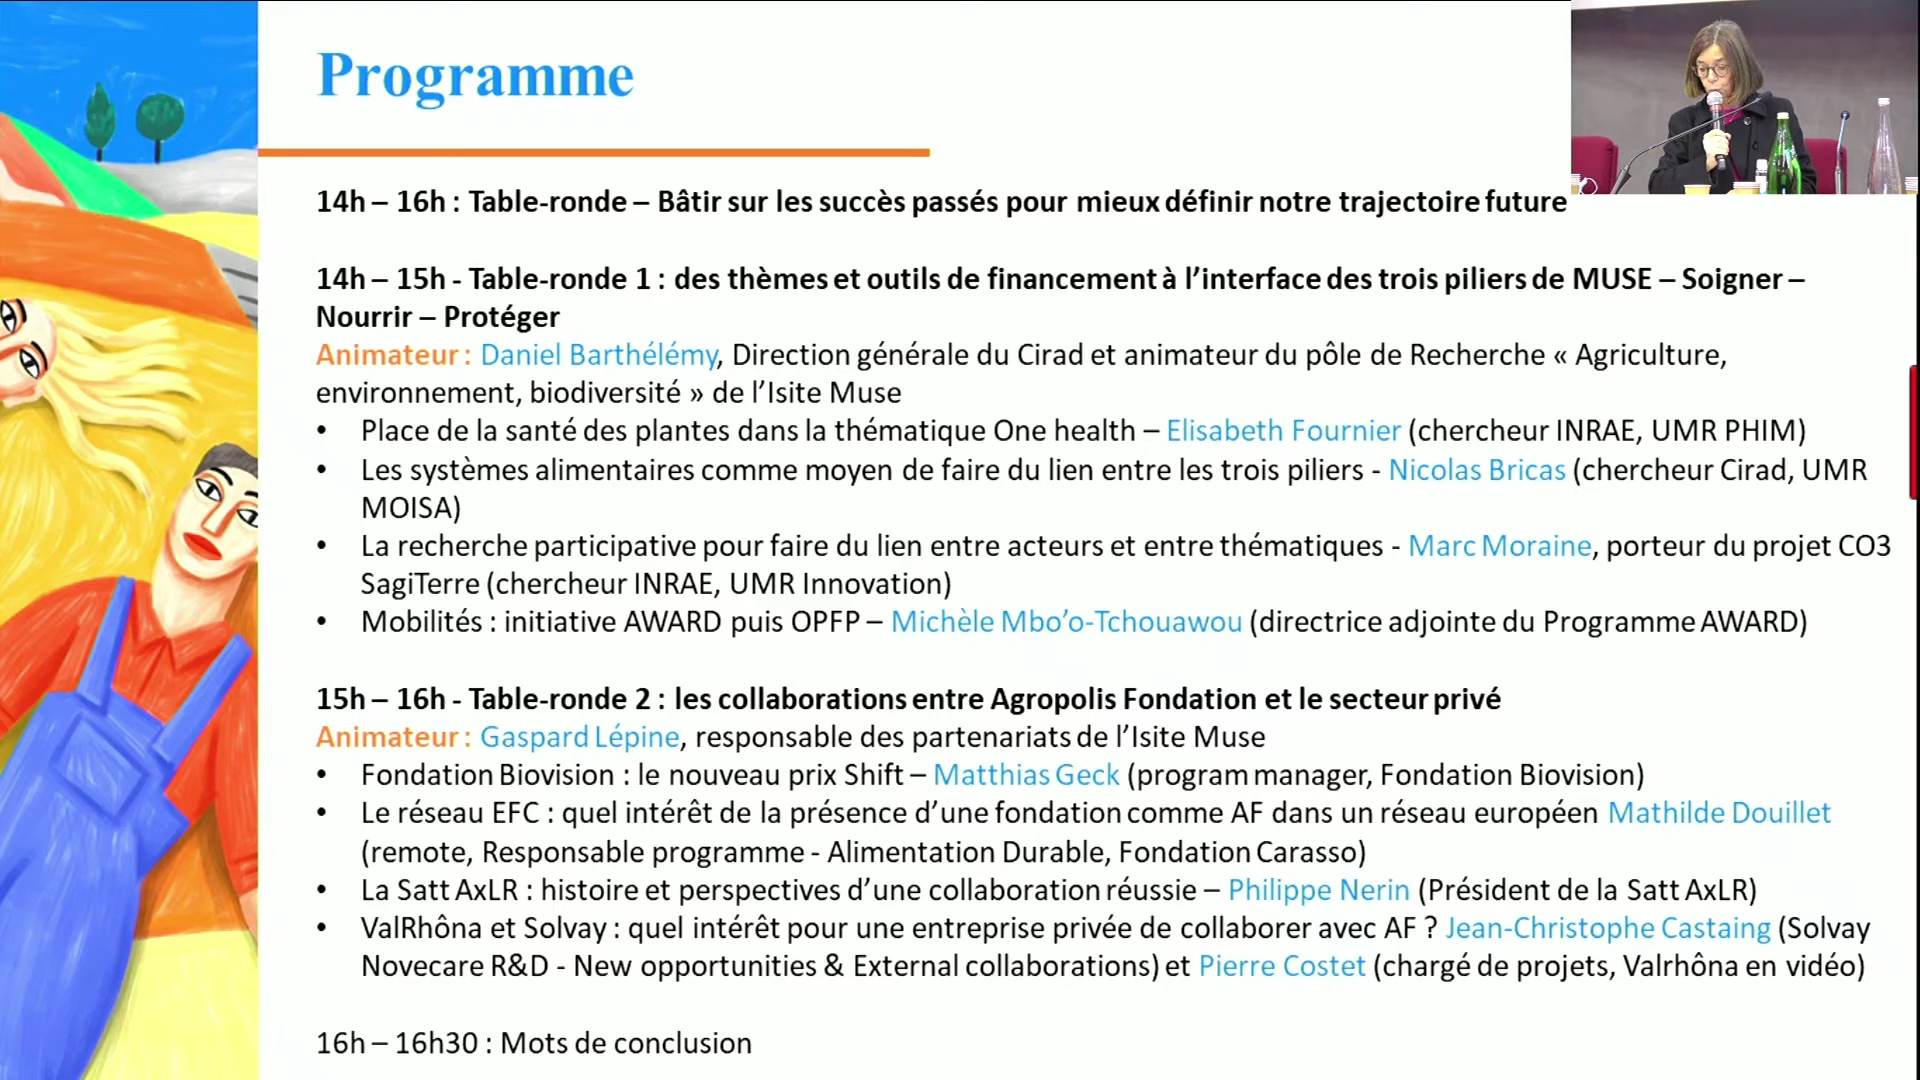 Programme
14h – 16h : Table-ronde – Bâtir sur les succès passés pour mieux définir notre trajectoire future
14h – 15h - Table-ronde 1 : des thèmes et outils de financement à l’interface des trois piliers de MUSE – Soigner –
Nourrir – Protéger
Animateur : Daniel Barthélémy, Direction générale du Cirad et animateur du pôle de Recherche « Agriculture,
environnement, biodiversité » de l’Isite Muse
• Place de la santé des plantes dans la thématique One health – Elisabeth Fournier (chercheur INRAE, UMR PHIM)
• Les systèmes alimentaires comme moyen de faire du lien entre les trois piliers - Nicolas Bricas (chercheur Cirad, UMR
MOISA)
• La recherche participative pour faire du lien entre acteurs et entre thématiques - Marc Moraine, porteur du projet CO3
SagiTerre (chercheur INRAE, UMR Innovation)
• Mobilités : initiative AWARD puis OPFP – Michèle Mbo’o-Tchouawou (directrice adjointe du Programme AWARD)
15h – 16h - Table-ronde 2 : les collaborations entre Agropolis Fondation et le secteur privé
Animateur : Gaspard Lépine, responsable des partenariats de l’Isite Muse
• Fondation Biovision : le nouveau prix Shift – Matthias Geck (program manager, Fondation Biovision)
• Le réseau EFC : quel intérêt de la présence d’une fondation comme AF dans un réseau européen Mathilde Douillet
(remote, Responsable programme - Alimentation Durable, Fondation Carasso)
• La Satt AxLR : histoire et perspectives d’une collaboration réussie – Philippe Nerin (Président de la Satt AxLR)
• ValRhôna et Solvay : quel intérêt pour une entreprise privée de collaborer avec AF ? Jean-Christophe Castaing (Solvay
Novecare R&D - New opportunities & External collaborations) et Pierre Costet (chargé de projets, Valrhôna en vidéo)
16h – 16h30 : Mots de conclusion